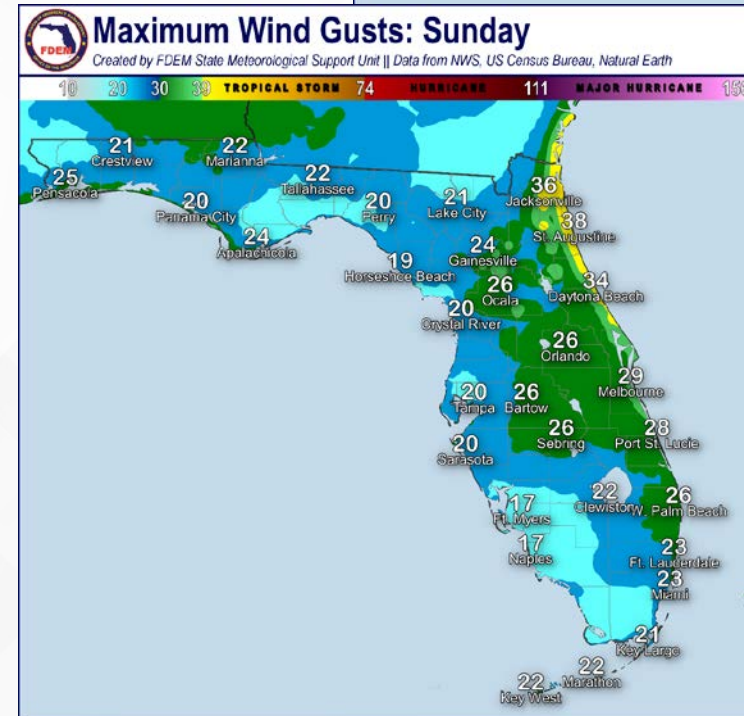 Maximum Wind Gusts: Sunday
FDEM
Created by FDEM State Meteorological Support Unit || Data from NWS, US Census Bureau, Natural Earth
10 20 30 39 TROPICAL STORM 74 HURRICANE 111 MAJOR HURRICANE
21
Crestview
22
Marianna
25
Pensacola
22
Tallahassee
20
Panama City
20
Perry
21
Lake City
36
Jacksonville
24
Apalachicola
38
St. Augustine
24
Gainesville
19
Horseshoe Beach
26
Ocala
34
Daytona Beach
20
Crystal River
26
Orlando
29
Melbourne
20
Tampa
26
Bartow
26
Sebring
28
Port St. Lucie
20
Sarasota
17
Ft. Myers
22
Clewiston
26
W. Palm Beach
17
Naples
23
Ft. Lauderdale
23
Miami
21
Key Largo
22
Marathon
22
Key West